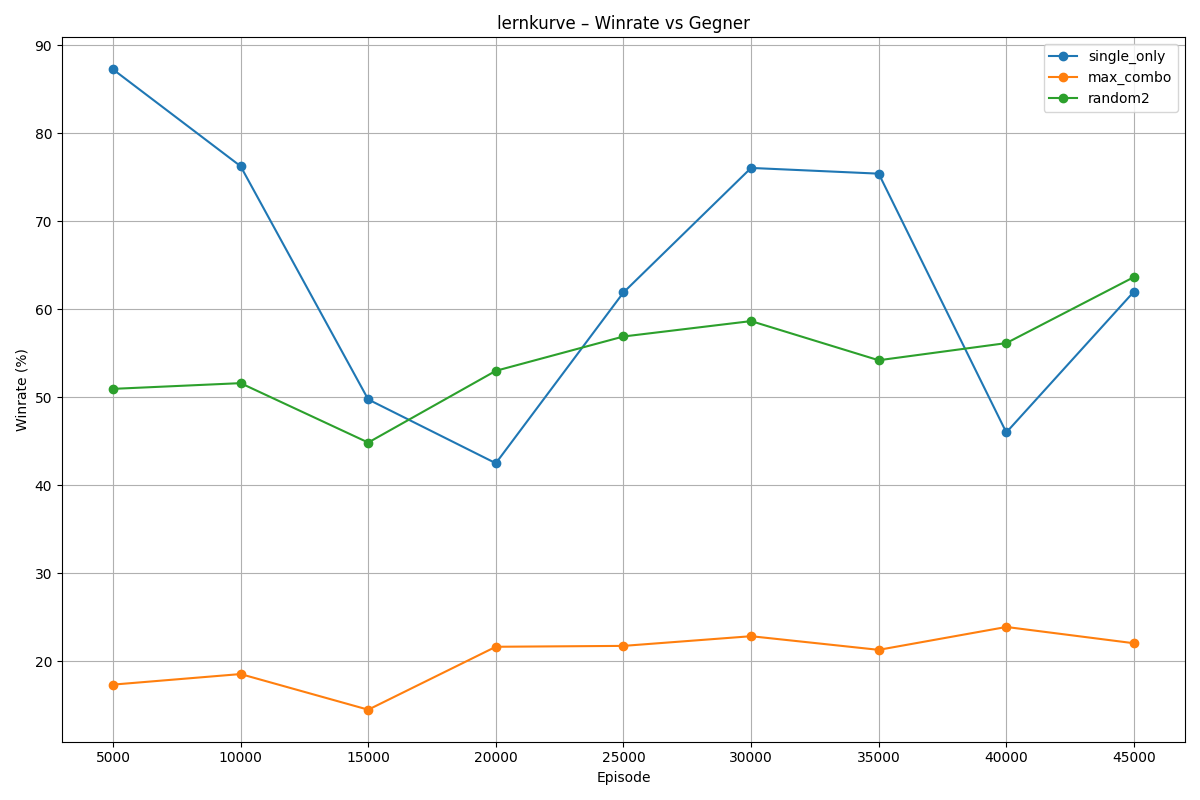 lernkurve – Winrate vs Gegner
single_only
max_combo
random2
Winrate (%)
90
80
70
60
50
40
30
20
5000 10000 15000 20000 25000 30000 35000 40000 45000
Episode